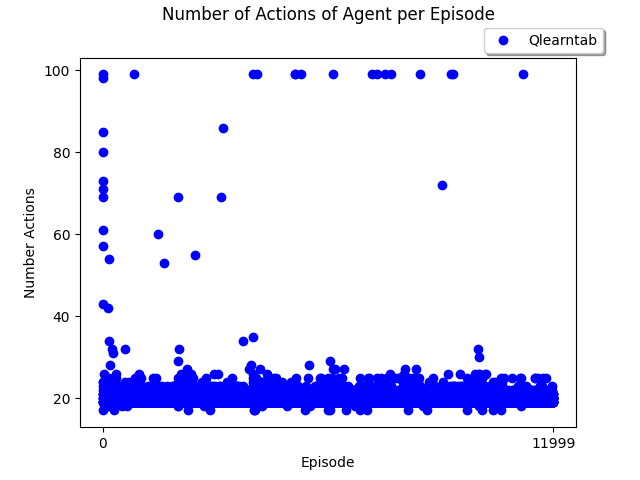 Number of Actions of Agent per Episode
Qlearntab
100
80
60
40
20
Number Actions
0
11999
Episode